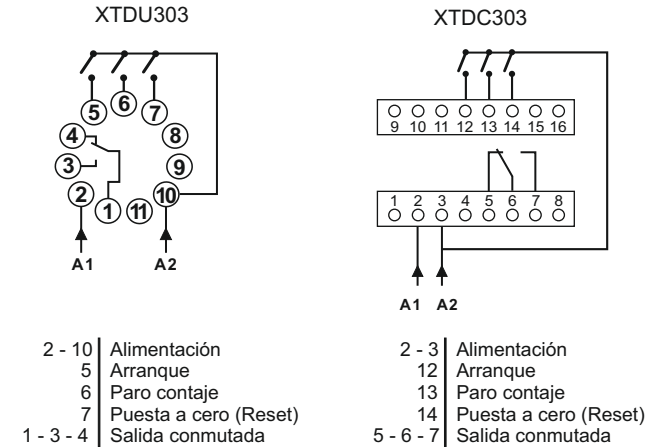 XTDU303
XTDC303
5 6 7
4 8
3 9
2 10
1 11
A1 A2
9 10 11 12 13 14 15 16
1 2 3 4 5 6 7 8
A1 A2
2 - 10 Alimentación
5 Arranque
6 Paro contaje
7 Puesta a cero (Reset)
1 - 3 - 4 Salida conmutada
2 - 3 Alimentación
12 Arranque
13 Paro contaje
14 Puesta a cero (Reset)
5 - 6 - 7 Salida conmutada